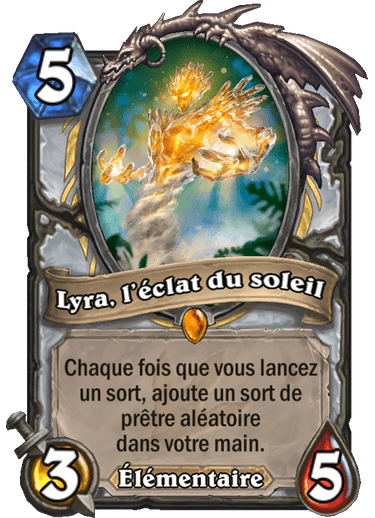 5
Lyra, l'éclat du soleil
Chaque fois que vous lancez
un sort, ajoute un sort de
prêtre aléatoire
dans votre main.
3
Élémentaire
5